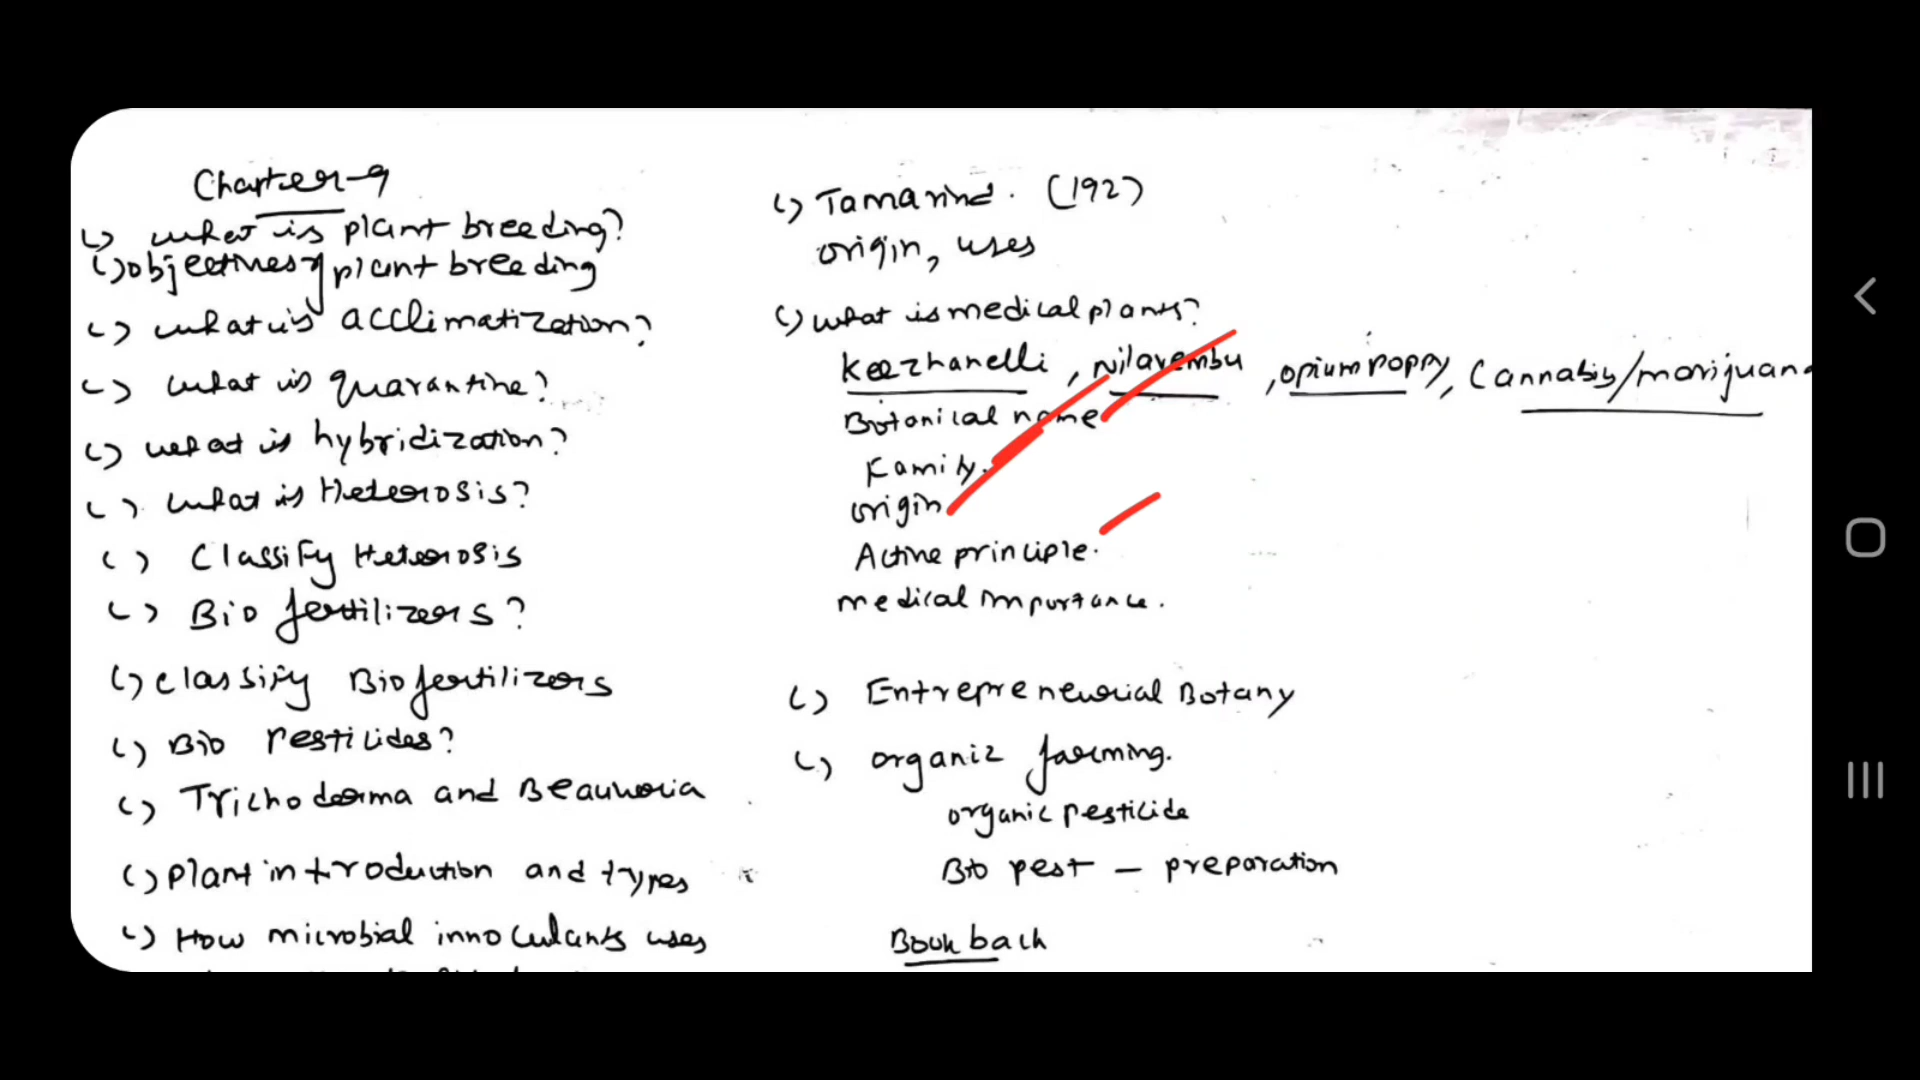 Chapter-9
() what is plant breeding?
() objectives of plant breeding
() what is acclimatization?
() what is quarantine?
() what is hybridization?
() what is Heterosis?
() Classify Heterosis
() Bio fertilizers?
() classify Bio fertilizers
() Bio Pesticides?
() Trichoderma and Beauveria
() plant introduction and types
() How microbial innoculants uses
() Tamarind. (192)
origin, uses
() what is medical plants?
Keezhanelli, Nilavembu, opium poppy, Cannabis/marijuan
Botanical name
Family.
origin
Active principle.
medical importance.
() Entrepreneurial Botany
() organic farming.
organic pesticide
Bio pest - preparation
Book back